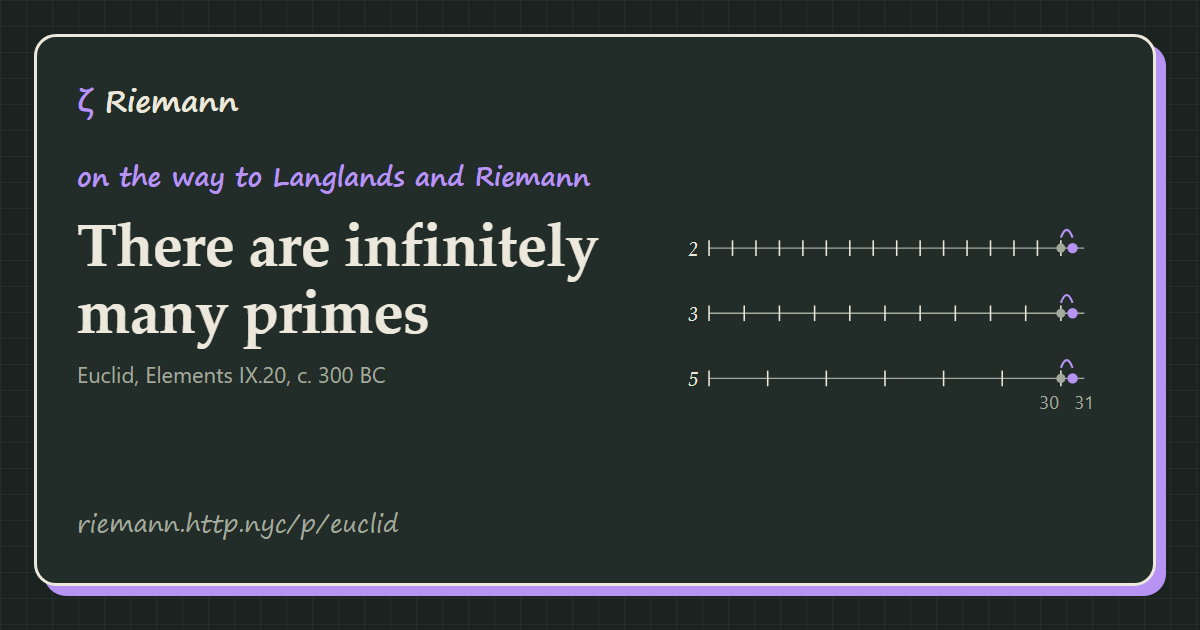 ζ Riemann
on the way to Langlands and Riemann
There are infinitely
many primes
Euclid, Elements IX.20, c. 300 BC
2
3
5
30 31
riemann.http.nyc/p/euclid